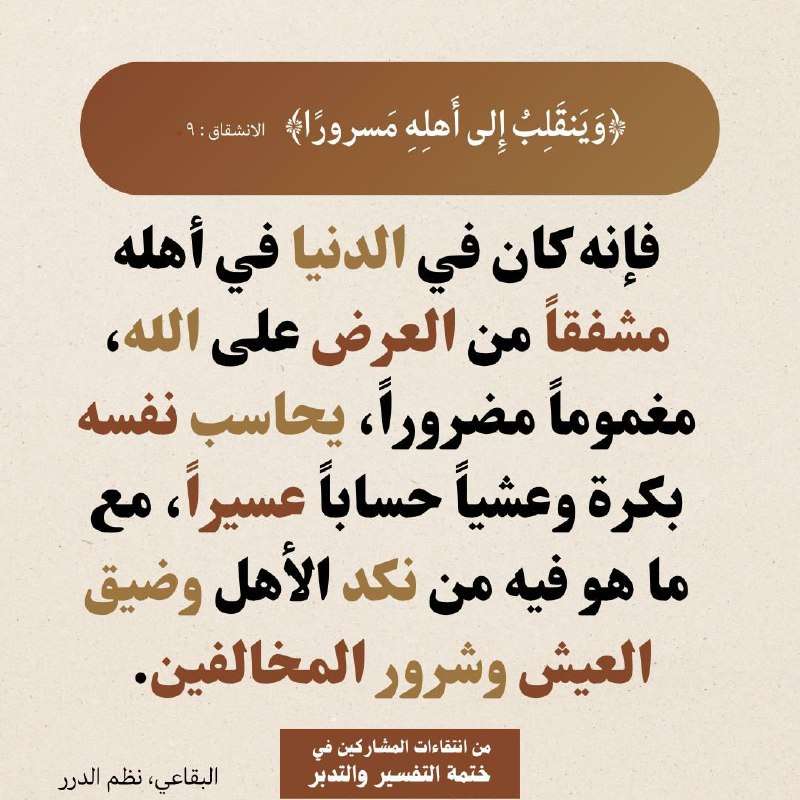 ﴿وَيَنقَلِبُ إِلى أَهلِهِ مَسرورًا﴾ الانشقاق : ٩
فإنه كان في الدنيا في أهله
مشفقاً من العرض على الله،
مغموماً مضروراً، يحاسب نفسه
بكرة وعشياً حساباً عسيراً، مع
ما هو فيه من نكد الأهل وضيق
العيش وشرور المخالفين.
من انتقاءات المشاركين في
ختمة التفسير والتدبر
البقاعي، نظم الدرر